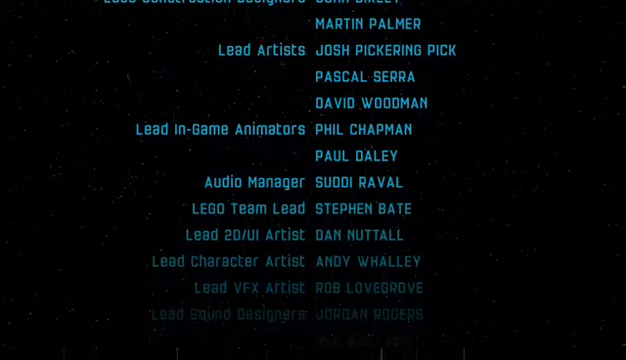 MARTIN PALMER
Lead Artists JOSH PICKERING PICK
PASCAL SERRA
DAVID WOODMAN
Lead In-Game Animators PHIL CHAPMAN
PAUL DALEY
Audio Manager SUDDI RAVAL
LEGO Team Lead STEPHEN BATE
Lead 2D/UI Artist DAN NUTTALL
Lead Character Artist ANDY WHALLEY
Lead VFX Artist ROB LOVEGROVE
Lead Sound Designers JORDAN RODERS